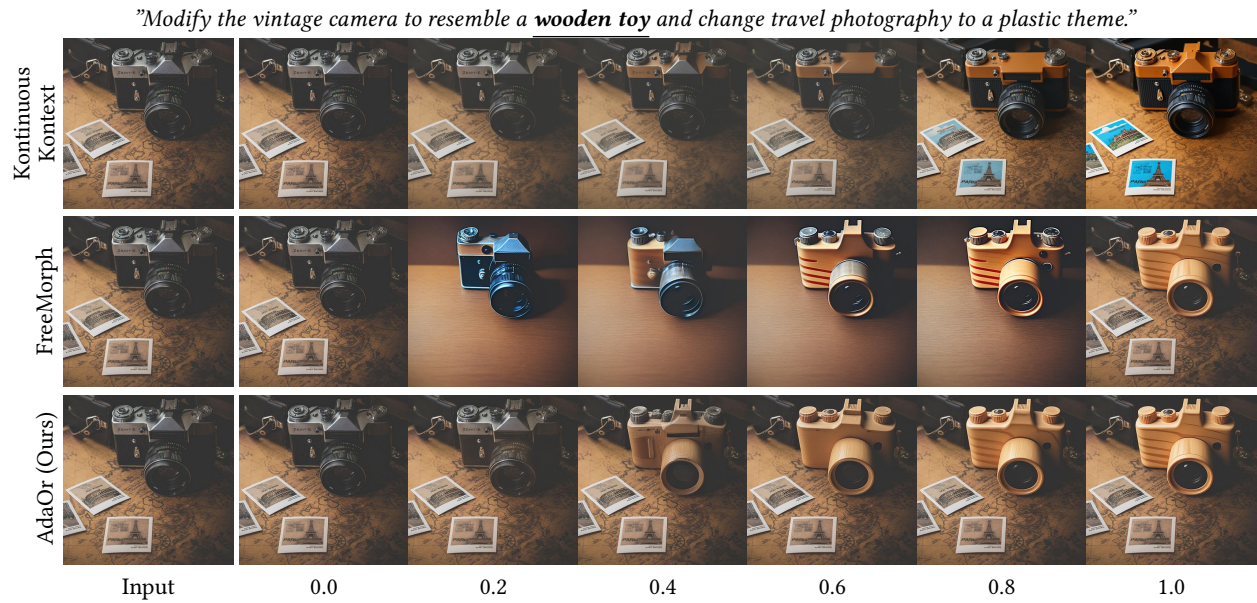 ”Modify the vintage camera to resemble a wooden toy and change travel photography to a plastic theme.”
Kontinuous
Kontext
FreeMorph
AdaOr (Ours)
Input 0.0 0.2 0.4 0.6 0.8 1.0